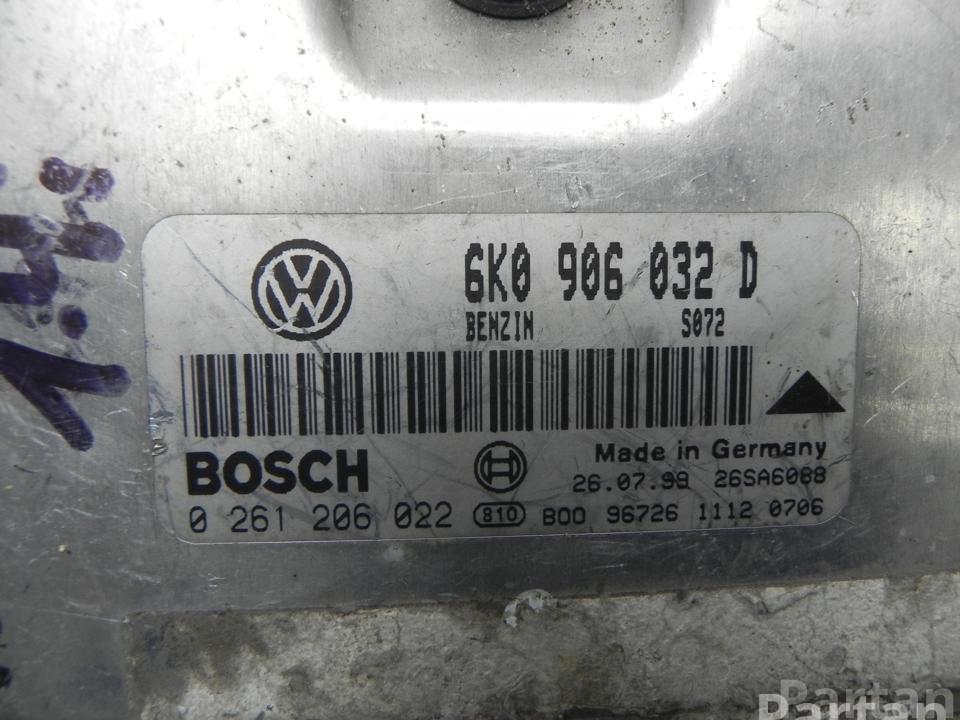 6K0 906 032 D
BENZIN S072
BOSCH
Made in Germany
26.07.99 26SA6088
0 261 206 022 810 B00 96726 1112 0706
Partan
Partan